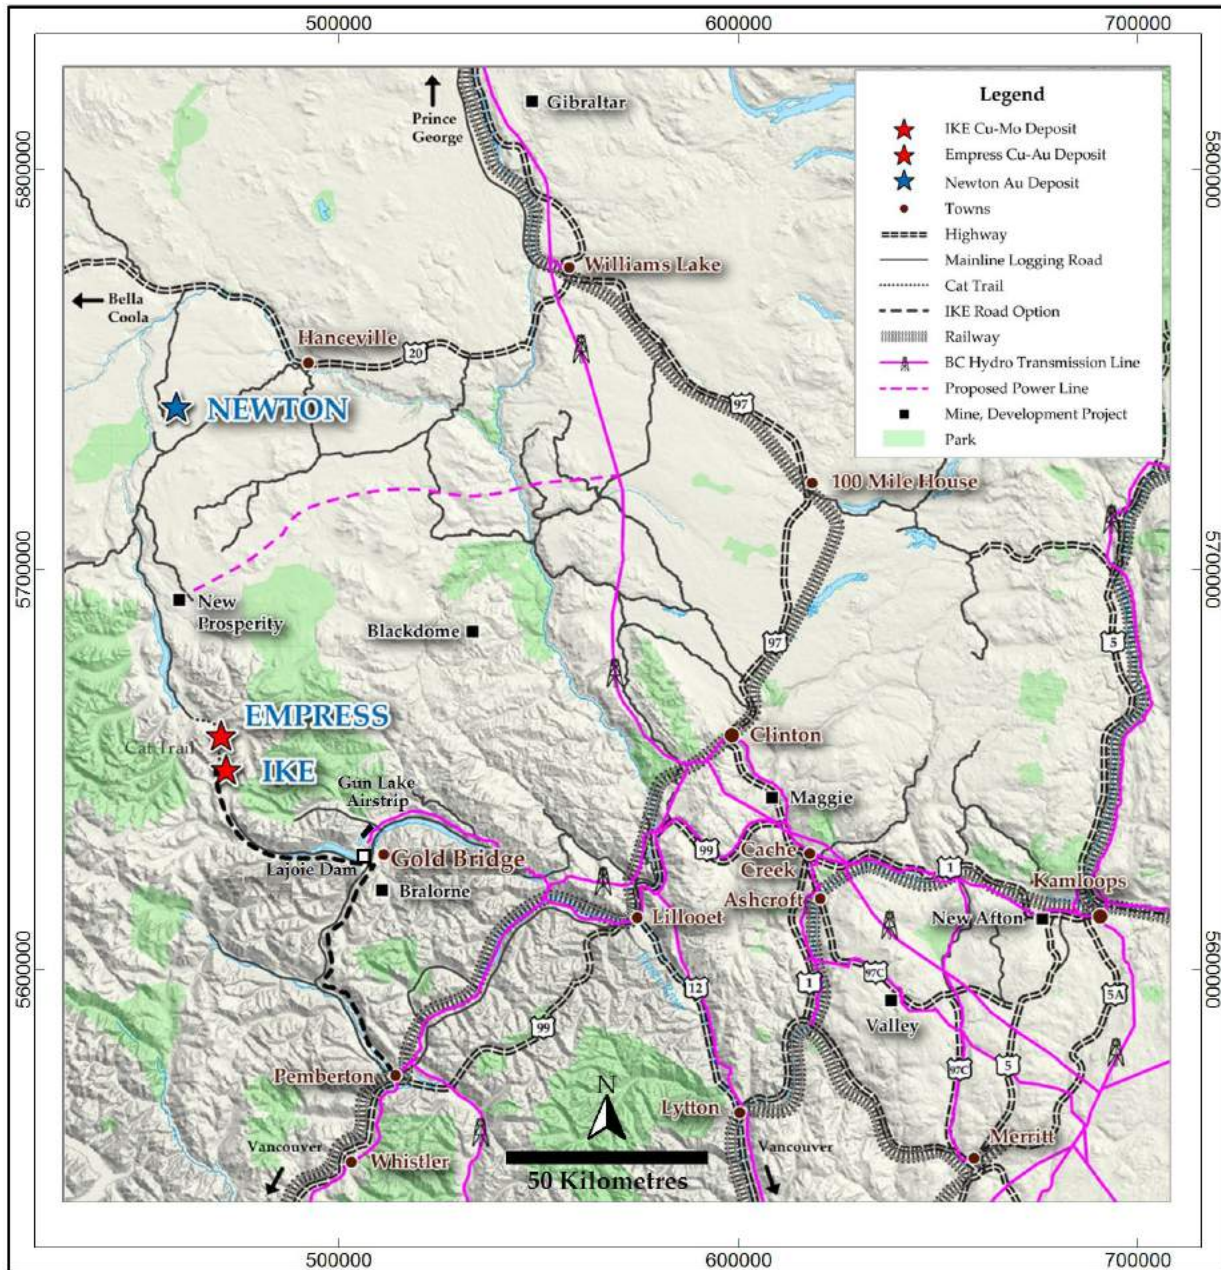 500000
600000
700000
Legend
IKE Cu-Mo Deposit
Empress Cu-Au Deposit
Newton Au Deposit
Towns
Highway
Mainline Logging Road
Cat Trail
IKE Road Option
Railway
BC Hydro Transmission Line
Proposed Power Line
Mine, Development Project
Park
Gibraltar
Prince
George
5800000
5800000
Williams Lake
Bella
Coola
Hanceville
20
NEWTON
97
100 Mile House
5700000
5700000
New
Prosperity
Blackdome
97
5
EMPRESS
Cat Trail
IKE
Clinton
Gun Lake
Airstrip
Maggie
99
Cache
Creek
Gold Bridge
Lajoie Dam
1
Kamloops
Bralorne
Ashcroft
Lillooet
New Afton
5600000
5600000
97C
12
1
5A
Valley
99
5
97C
Pemberton
N
Lytton
Vancouver
Vancouver
Merritt
Whistler
50 Kilometres
500000
600000
700000